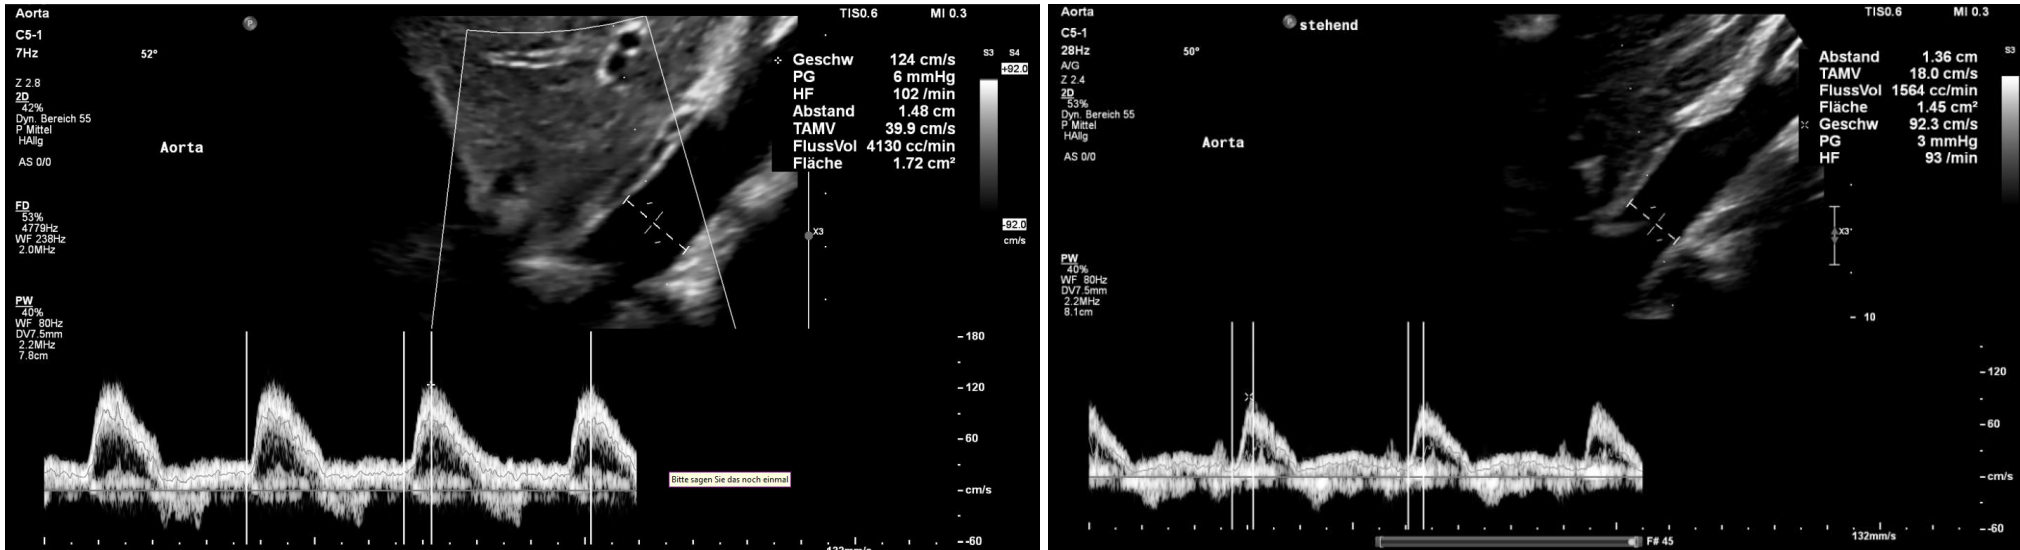 Aorta
TIS0.6 MI 0.3
C5-1
7Hz
52°
Z 2.8
2D
42%
Dyn. Bereich 55
P Mittel
HAllg
AS 0/0
FD
53%
4779Hz
WF 238Hz
2.0MHz
PW
40%
WF 80Hz
DV7.5mm
2.2MHz
7.8cm
P
Aorta
Geschw 124 cm/s
PG 6 mmHg
HF 102 /min
Abstand 1.48 cm
TAMV 39.9 cm/s
FlussVol 4130 cc/min
Fläche 1.72 cm²
S3 S4
+92.0
-92.0
cm/s
X3
180
120
60
cm/s
-60
Bitte sagen Sie das noch einmal
132mm/s
Aorta
TIS0.6 MI 0.3
C5-1
28Hz
A/G
50°
Z 2.4
2D
53%
Dyn. Bereich 55
P Mittel
HAllg
AS 0/0
PW
40%
WF 80Hz
DV7.5mm
2.2MHz
8.1cm
P
stehend
Aorta
Abstand 1.36 cm
TAMV 18.0 cm/s
FlussVol 1564 cc/min
Fläche 1.45 cm²
Geschw 92.3 cm/s
PG 3 mmHg
HF 93 /min
S3
X3
10
120
60
cm/s
-60
F# 45
132mm/s